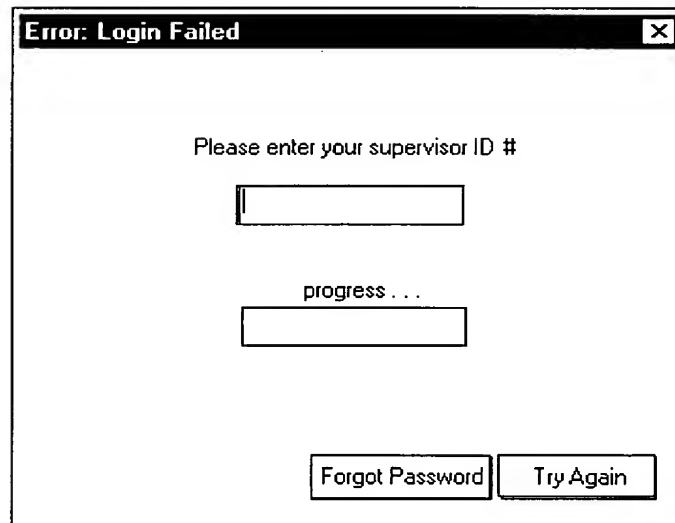 Error: Login Failed
Please enter your supervisor ID #
progress . . .
Forgot Password Try Again